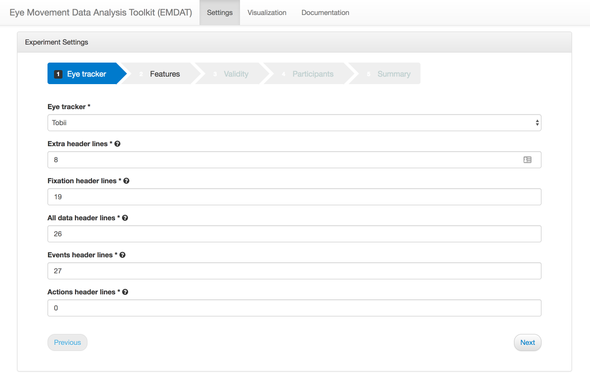 Eye Movement Data Analysis Toolkit (EMDAT) Settings Visualization Documentation
Experiment Settings
1 Eye tracker 2 Features 3 Validity 4 Participants 5 Summary
Eye tracker *
Tobii
Extra header lines * ?
8
Fixation header lines * ?
19
All data header lines * ?
26
Events header lines * ?
27
Actions header lines * ?
0
Previous Next